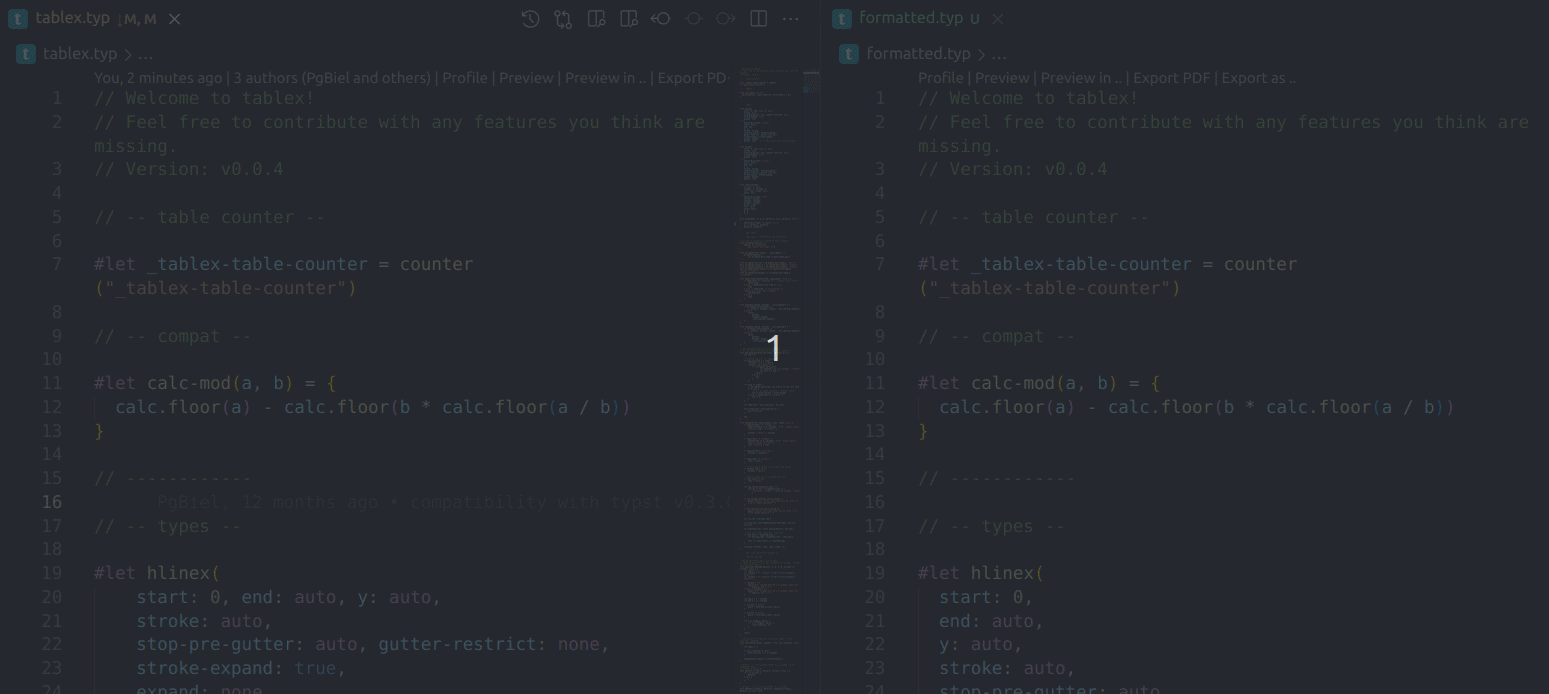 tablex.typ M, M
tablex.typ > ...
You, 2 minutes ago | 3 authors (PgBiel and others) | Profile | Preview | Preview in .. | Export PD
1 // Welcome to tablex!
2 // Feel free to contribute with any features you think are
missing.
3 // Version: v0.0.4
4
5 // -- table counter --
6
7 #let _tablex-table-counter = counter
("_tablex-table-counter")
8
9 // -- compat --
10
11 #let calc-mod(a, b) = {
12 calc.floor(a) - calc.floor(b * calc.floor(a / b))
13 }
14
15 // ------------
16 PgBiel, 12 months ago • compatibility with typst v0.3.
17 // -- types --
18
19 #let hlinex(
20 start: 0, end: auto, y: auto,
21 stroke: auto,
22 stop-pre-gutter: auto, gutter-restrict: none,
23 stroke-expand: true,
24 expand: none
1
formatted.typ U
formatted.typ > ...
Profile | Preview | Preview in .. | Export PDF | Export as ..
1 // Welcome to tablex!
2 // Feel free to contribute with any features you think are
missing.
3 // Version: v0.0.4
4
5 // -- table counter --
6
7 #let _tablex-table-counter = counter
("_tablex-table-counter")
8
9 // -- compat --
10
11 #let calc-mod(a, b) = {
12 calc.floor(a) - calc.floor(b * calc.floor(a / b))
13 }
14
15 // ------------
16
17 // -- types --
18
19 #let hlinex(
20 start: 0,
21 end: auto,
22 y: auto,
23 stroke: auto,
24 stop-pre-gutter: auto